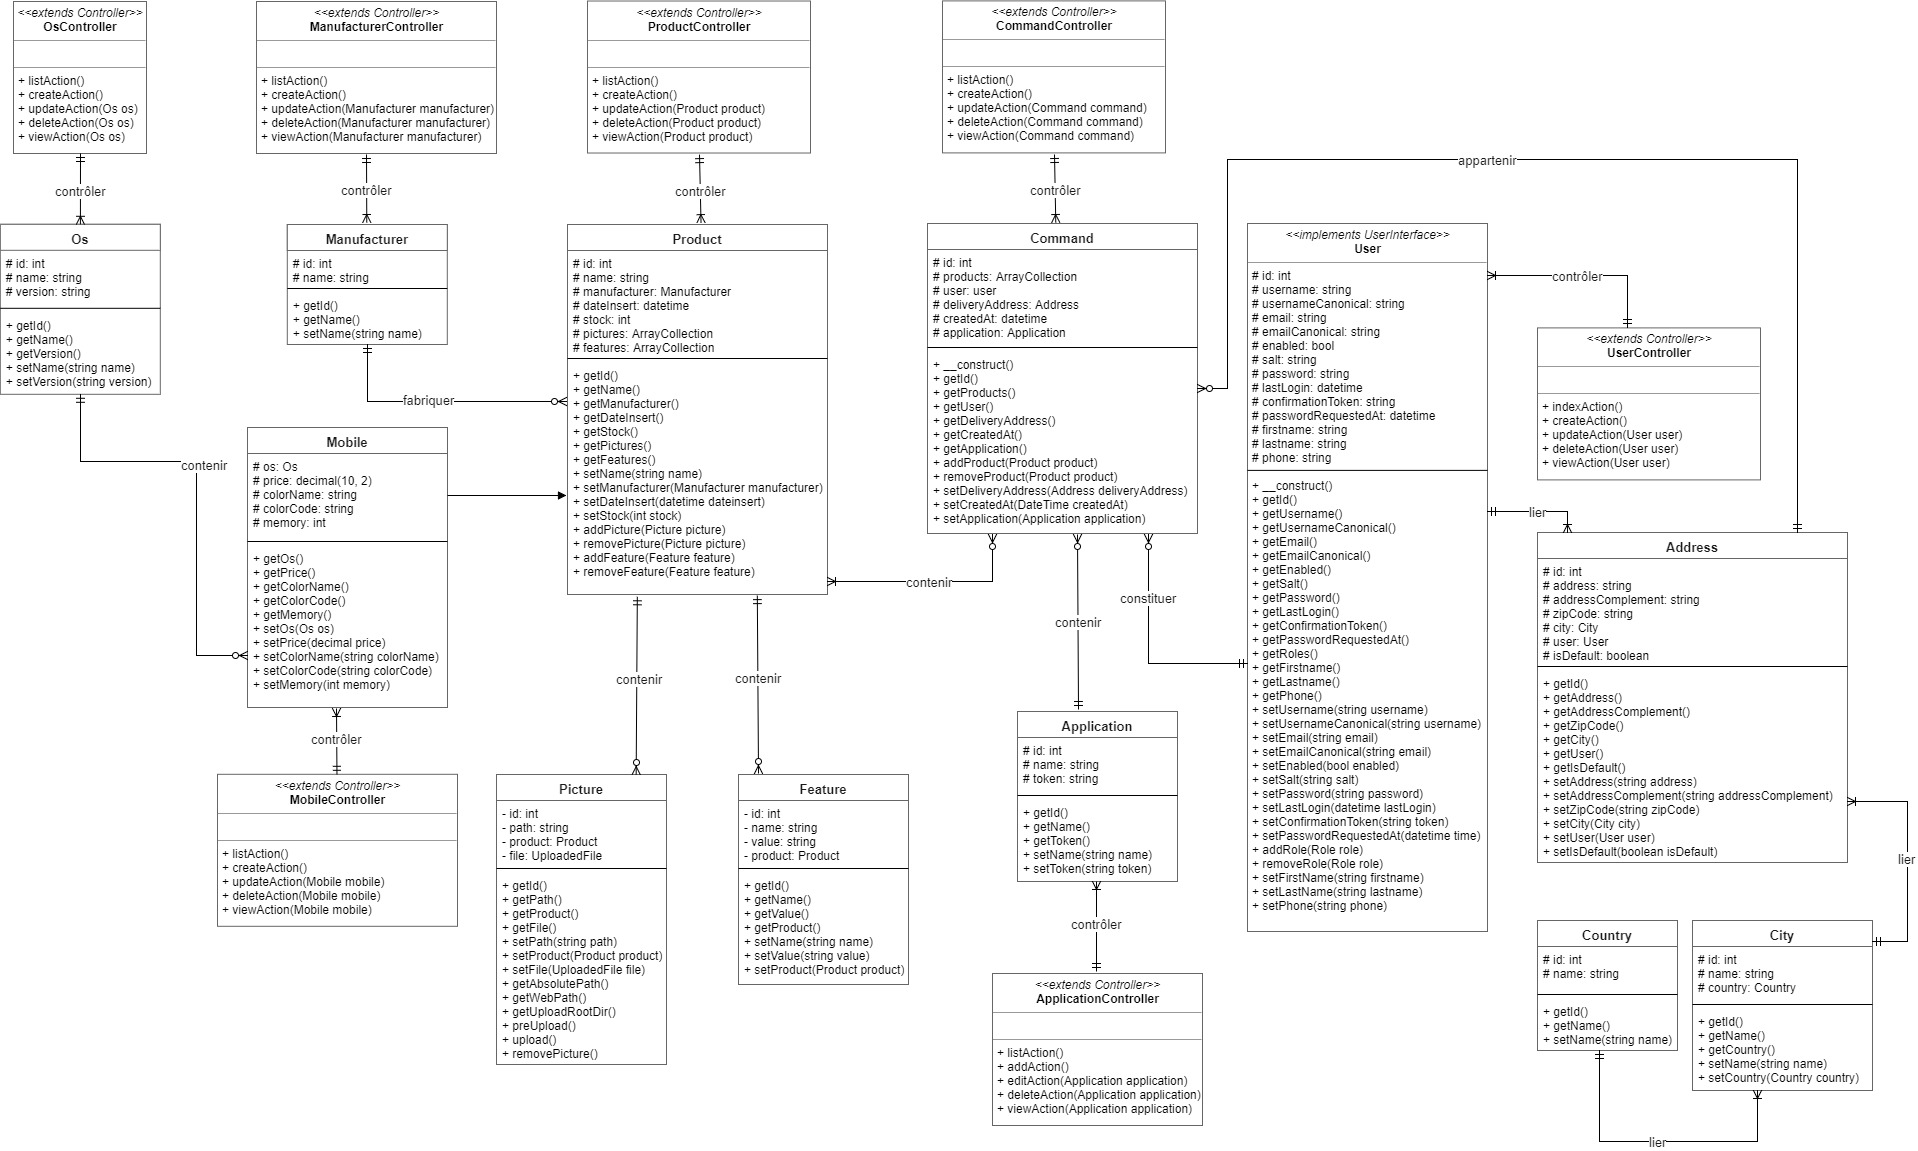 <<extends Controller>>
OsController
+ listAction()
+ createAction()
+ updateAction(Os os)
+ deleteAction(Os os)
+ viewAction(Os os)
<<extends Controller>>
ManufacturerController
+ listAction()
+ createAction()
+ updateAction(Manufacturer manufacturer)
+ deleteAction(Manufacturer manufacturer)
+ viewAction(Manufacturer manufacturer)
<<extends Controller>>
ProductController
+ listAction()
+ createAction()
+ updateAction(Product product)
+ deleteAction(Product product)
+ viewAction(Product product)
<<extends Controller>>
CommandController
+ listAction()
+ createAction()
+ updateAction(Command command)
+ deleteAction(Command command)
+ viewAction(Command command)
appartenir
contrôler
contrôler
contrôler
contrôler
Os
# id: int
# name: string
# version: string
+ getId()
+ getName()
+ getVersion()
+ setName(string name)
+ setVersion(string version)
Manufacturer
# id: int
# name: string
+ getId()
+ getName()
+ setName(string name)
fabriquer
Product
# id: int
# name: string
# manufacturer: Manufacturer
# dateInsert: datetime
# stock: int
# pictures: ArrayCollection
# features: ArrayCollection
+ getId()
+ getName()
+ getManufacturer()
+ getDateInsert()
+ getStock()
+ getPictures()
+ getFeatures()
+ setName(string name)
+ setManufacturer(Manufacturer manufacturer)
+ setDateInsert(datetime dateinsert)
+ setStock(int stock)
+ addPicture(Picture picture)
+ removePicture(Picture picture)
+ addFeature(Feature feature)
+ removeFeature(Feature feature)
Command
# id: int
# products: ArrayCollection
# user: user
# deliveryAddress: Address
# createdAt: datetime
# application: Application
+ __construct()
+ getId()
+ getProducts()
+ getUser()
+ getDeliveryAddress()
+ getCreatedAt()
+ getApplication()
+ addProduct(Product product)
+ removeProduct(Product product)
+ setDeliveryAddress(Address deliveryAddress)
+ setCreatedAt(DateTime createdAt)
+ setApplication(Application application)
<<implements UserInterface>>
User
# id: int
# username: string
# usernameCanonical: string
# email: string
# emailCanonical: string
# enabled: bool
# salt: string
# password: string
# lastLogin: datetime
# confirmationToken: string
# passwordRequestedAt: datetime
# firstname: string
# lastname: string
# phone: string
+ __construct()
+ getId()
+ getUsername()
+ getUsernameCanonical()
+ getEmail()
+ getEmailCanonical()
+ getEnabled()
+ getSalt()
+ getPassword()
+ getLastLogin()
+ getConfirmationToken()
+ getPasswordRequestedAt()
+ getRoles()
+ getFirstname()
+ getLastname()
+ getPhone()
+ setUsername(string username)
+ setUsernameCanonical(string username)
+ setEmail(string email)
+ setEmailCanonical(string email)
+ setEnabled(bool enabled)
+ setSalt(string salt)
+ setPassword(string password)
+ setLastLogin(datetime lastLogin)
+ setConfirmationToken(string token)
+ setPasswordRequestedAt(datetime time)
+ addRole(Role role)
+ removeRole(Role role)
+ setFirstName(string firstname)
+ setLastName(string lastname)
+ setPhone(string phone)
contrôler
<<extends Controller>>
UserController
+ indexAction()
+ createAction()
+ updateAction(User user)
+ deleteAction(User user)
+ viewAction(User user)
lier
Address
# id: int
# address: string
# addressComplement: string
# zipCode: string
# city: City
# user: User
# isDefault: boolean
+ getId()
+ getAddress()
+ getAddressComplement()
+ getZipCode()
+ getCity()
+ getUser()
+ getIsDefault()
+ setAddress(string address)
+ setAddressComplement(string addressComplement)
+ setZipCode(string zipCode)
+ setCity(City city)
+ setUser(User user)
+ setIsDefault(boolean isDefault)
contenir
Mobile
# os: Os
# price: decimal(10, 2)
# colorName: string
# colorCode: string
# memory: int
+ getOs()
+ getPrice()
+ getColorName()
+ getColorCode()
+ getMemory()
+ setOs(Os os)
+ setPrice(decimal price)
+ setColorName(string colorName)
+ setColorCode(string colorCode)
+ setMemory(int memory)
contenir
constituer
contenir
contenir
contenir
contrôler
<<extends Controller>>
MobileController
+ listAction()
+ createAction()
+ updateAction(Mobile mobile)
+ deleteAction(Mobile mobile)
+ viewAction(Mobile mobile)
Picture
- id: int
- path: string
- product: Product
- file: UploadedFile
+ getId()
+ getPath()
+ getProduct()
+ getFile()
+ setPath(string path)
+ setProduct(Product product)
+ setFile(UploadedFile file)
+ getAbsolutePath()
+ getWebPath()
+ getUploadRootDir()
+ preUpload()
+ upload()
+ removePicture()
Feature
- id: int
- name: string
- value: string
- product: Product
+ getId()
+ getName()
+ getValue()
+ getProduct()
+ setName(string name)
+ setValue(string value)
+ setProduct(Product product)
Application
# id: int
# name: string
# token: string
+ getId()
+ getName()
+ getToken()
+ setName(string name)
+ setToken(string token)
contrôler
<<extends Controller>>
ApplicationController
+ listAction()
+ addAction()
+ editAction(Application application)
+ deleteAction(Application application)
+ viewAction(Application application)
lier
Country
# id: int
# name: string
+ getId()
+ getName()
+ setName(string name)
City
# id: int
# name: string
# country: Country
+ getId()
+ getName()
+ getCountry()
+ setName(string name)
+ setCountry(Country country)
lier